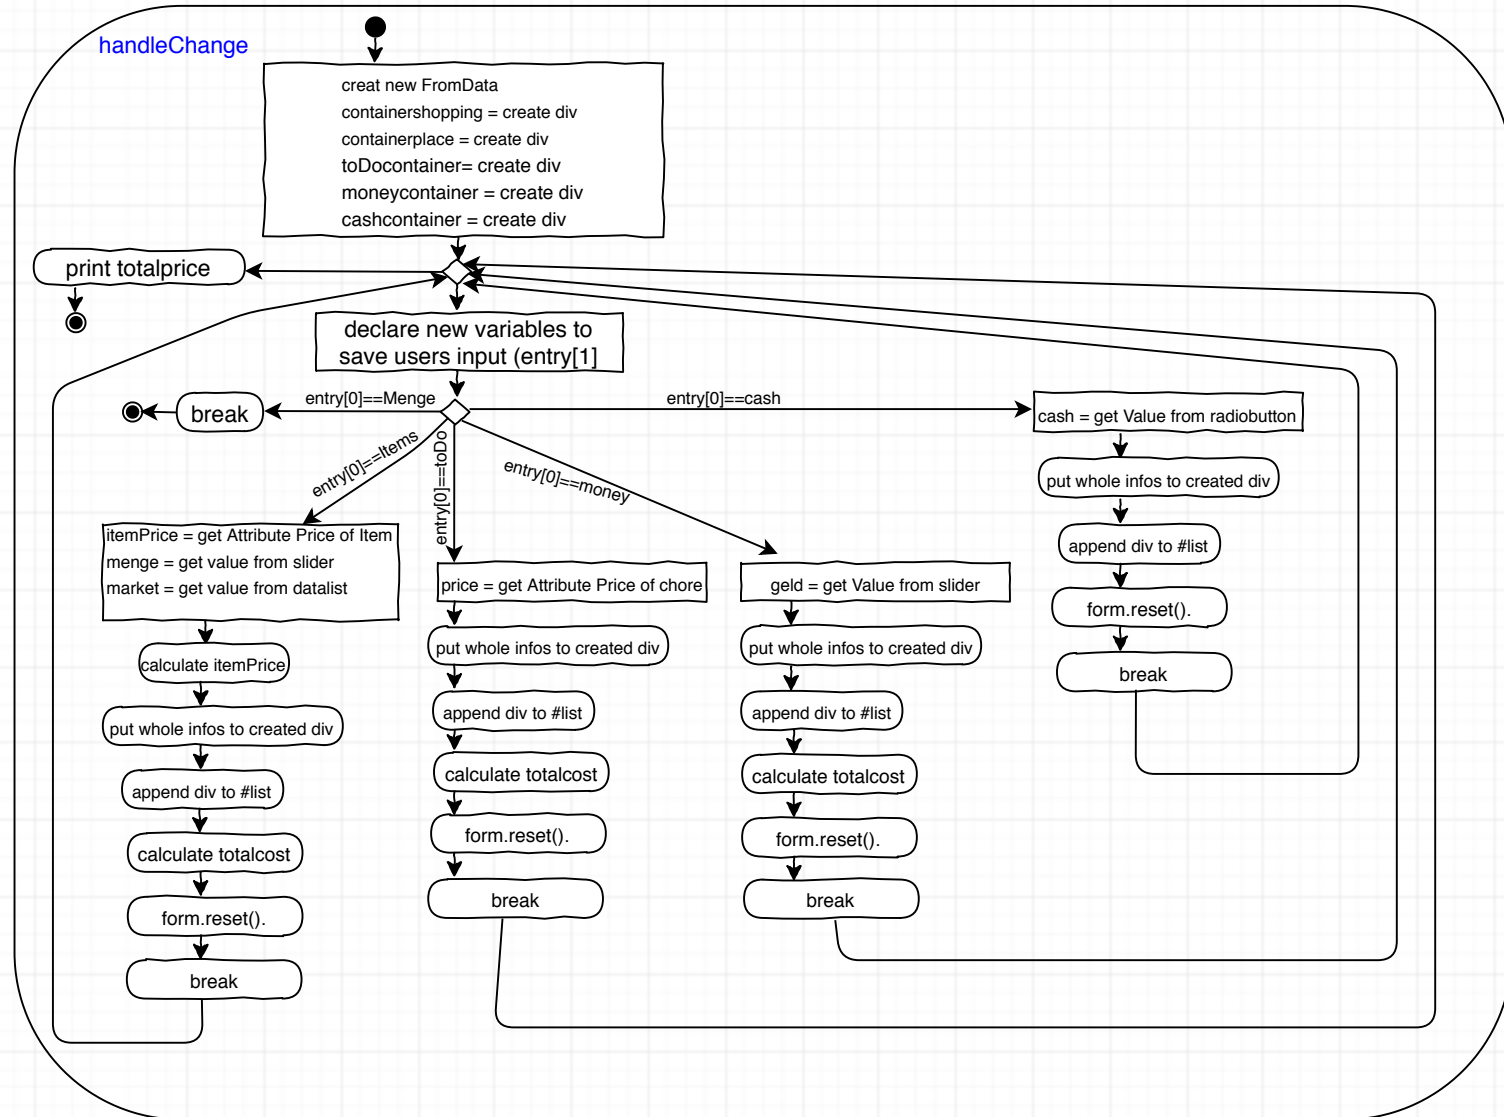 handleChange
creat new FromData
containershopping = create div
containerplace = create div
toDocontainer= create div
moneycontainer = create div
cashcontainer = create div
print totalprice
declare new variables to
save users input (entry[1]
entry[0]==Menge
break
entry[0]==cash
entry[0]==Items
entry[0]==toDo
entry[0]==money
itemPrice = get Attribute Price of Item
menge = get value from slider
market = get value from datalist
calculate itemPrice
put whole infos to created div
append div to #list
calculate totalcost
form.reset().
break
price = get Attribute Price of chore
put whole infos to created div
append div to #list
calculate totalcost
form.reset().
break
geld = get Value from slider
put whole infos to created div
append div to #list
calculate totalcost
form.reset().
break
cash = get Value from radiobutton
put whole infos to created div
append div to #list
form.reset().
break